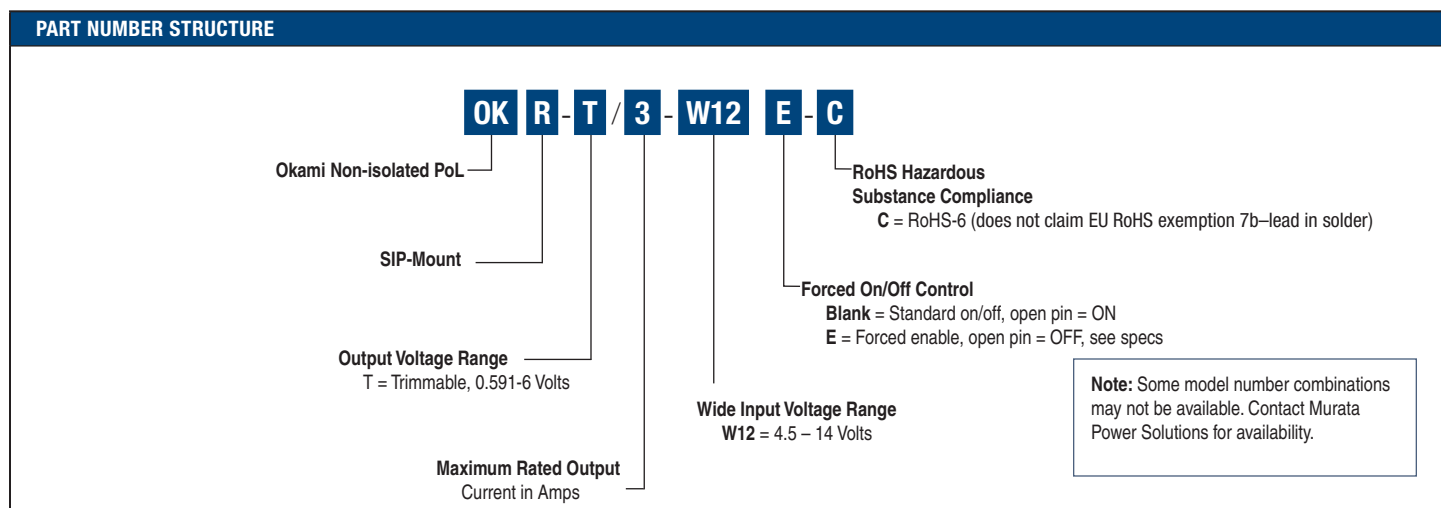 PART NUMBER STRUCTURE
OK R - T / 3 - W12 E - C
Okami Non-isolated PoL
RoHS Hazardous
Substance Compliance
C = RoHS-6 (does not claim EU RoHS exemption 7b–lead in solder)
SIP-Mount
Forced On/Off Control
Blank = Standard on/off, open pin = ON
E = Forced enable, open pin = OFF, see specs
Output Voltage Range
T = Trimmable, 0.591-6 Volts
Note: Some model number combinations
may not be available. Contact Murata
Power Solutions for availability.
Wide Input Voltage Range
W12 = 4.5 – 14 Volts
Maximum Rated Output
Current in Amps